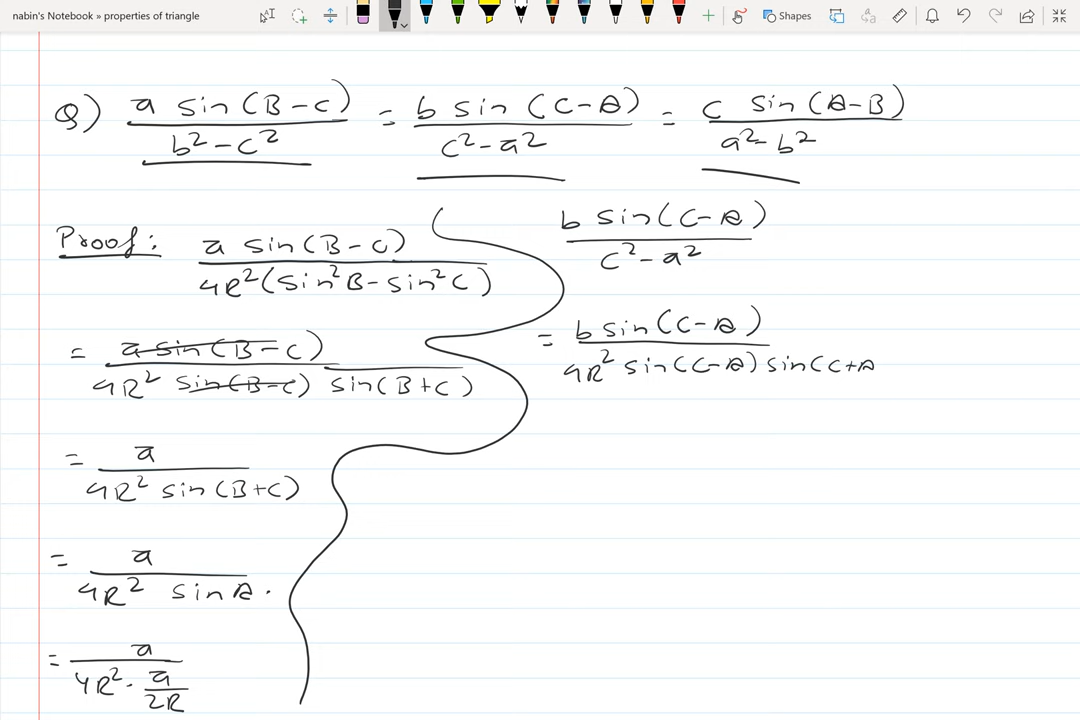 nabin's Notebook » properties of triangle
Shapes
Q) a sin(B-C) / b²-c² = b sin (C-A) / c²-a² = c sin(A-B) / a²-b²
Proof: a sin(B-C) / 4R²(sin²B-sin²C)
= a sin(B-C) / 4R² sin(B-C) sin(B+C)
= a / 4R² sin(B+C)
= a / 4R² sinA.
= a / 4R². a/2R
b sin(C-A) / c²-a²
= b sin(C-A) / 4R² sin(C-A) sin(C+A